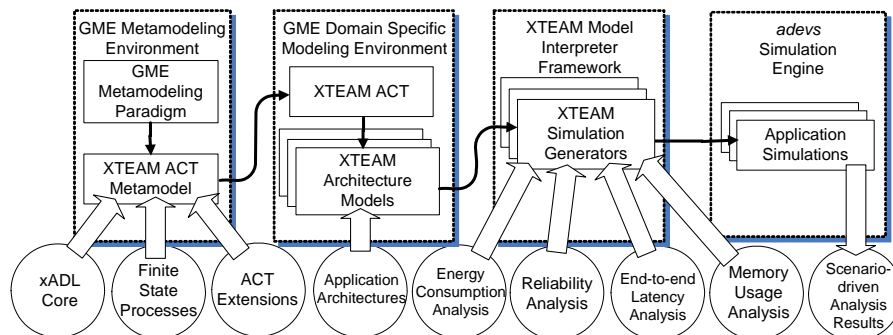 GME Metamodeling
Environment
GME
Metamodeling
Paradigm
XTEAM ACT
Metamodel
GME Domain Specific
Modeling Environment
XTEAM ACT
XTEAM
Architecture
Models
XTEAM Model
Interpreter
Framework
XTEAM
Simulation
Generators
adevs
Simulation
Engine
Application
Simulations
xADL
Core
Finite
State
Processes
ACT
Extensions
Application
Architectures
Energy
Consumption
Analysis
Reliability
Analysis
End-to-end
Latency
Analysis
Memory
Usage
Analysis
Scenario-
driven
Analysis
Results